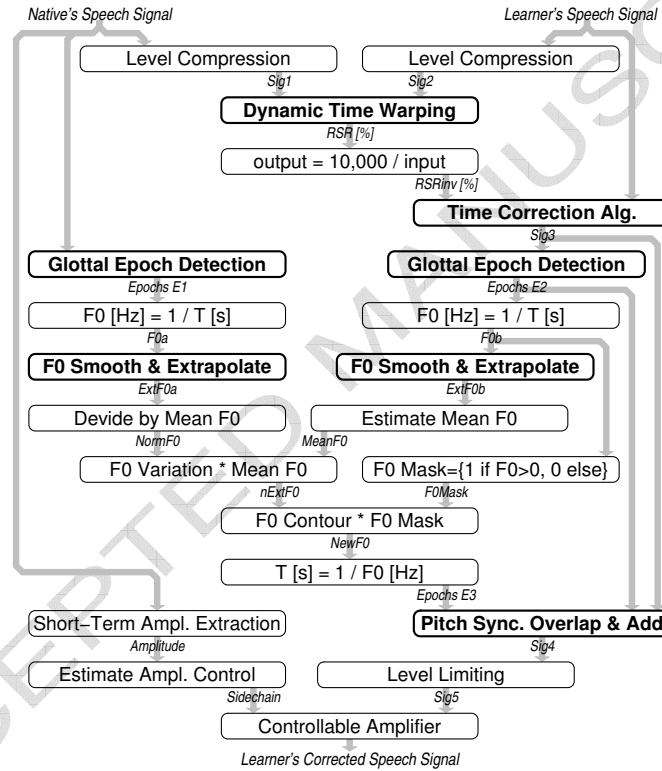 Native's Speech Signal
Learner's Speech Signal
Level Compression
Level Compression
Sig1
Sig2
Dynamic Time Warping
RSR [%]
output = 10,000 / input
RSRinv [%]
Time Correction Alg.
Sig3
Glottal Epoch Detection
Glottal Epoch Detection
Epochs E1
Epochs E2
F0 [Hz] = 1 / T [s]
F0 [Hz] = 1 / T [s]
F0a
F0b
F0 Smooth & Extrapolate
F0 Smooth & Extrapolate
ExtF0a
ExtF0b
Devide by Mean F0
Estimate Mean F0
NormF0
MeanF0
F0 Variation * Mean F0
F0 Mask={1 if F0>0, 0 else}
nExtF0
F0Mask
F0 Contour * F0 Mask
NewF0
T [s] = 1 / F0 [Hz]
Epochs E3
Short−Term Ampl. Extraction
Pitch Sync. Overlap & Add
Amplitude
Sig4
Estimate Ampl. Control
Level Limiting
Sidechain
Sig5
Controllable Amplifier
Learner's Corrected Speech Signal
CEPTED MANUSC